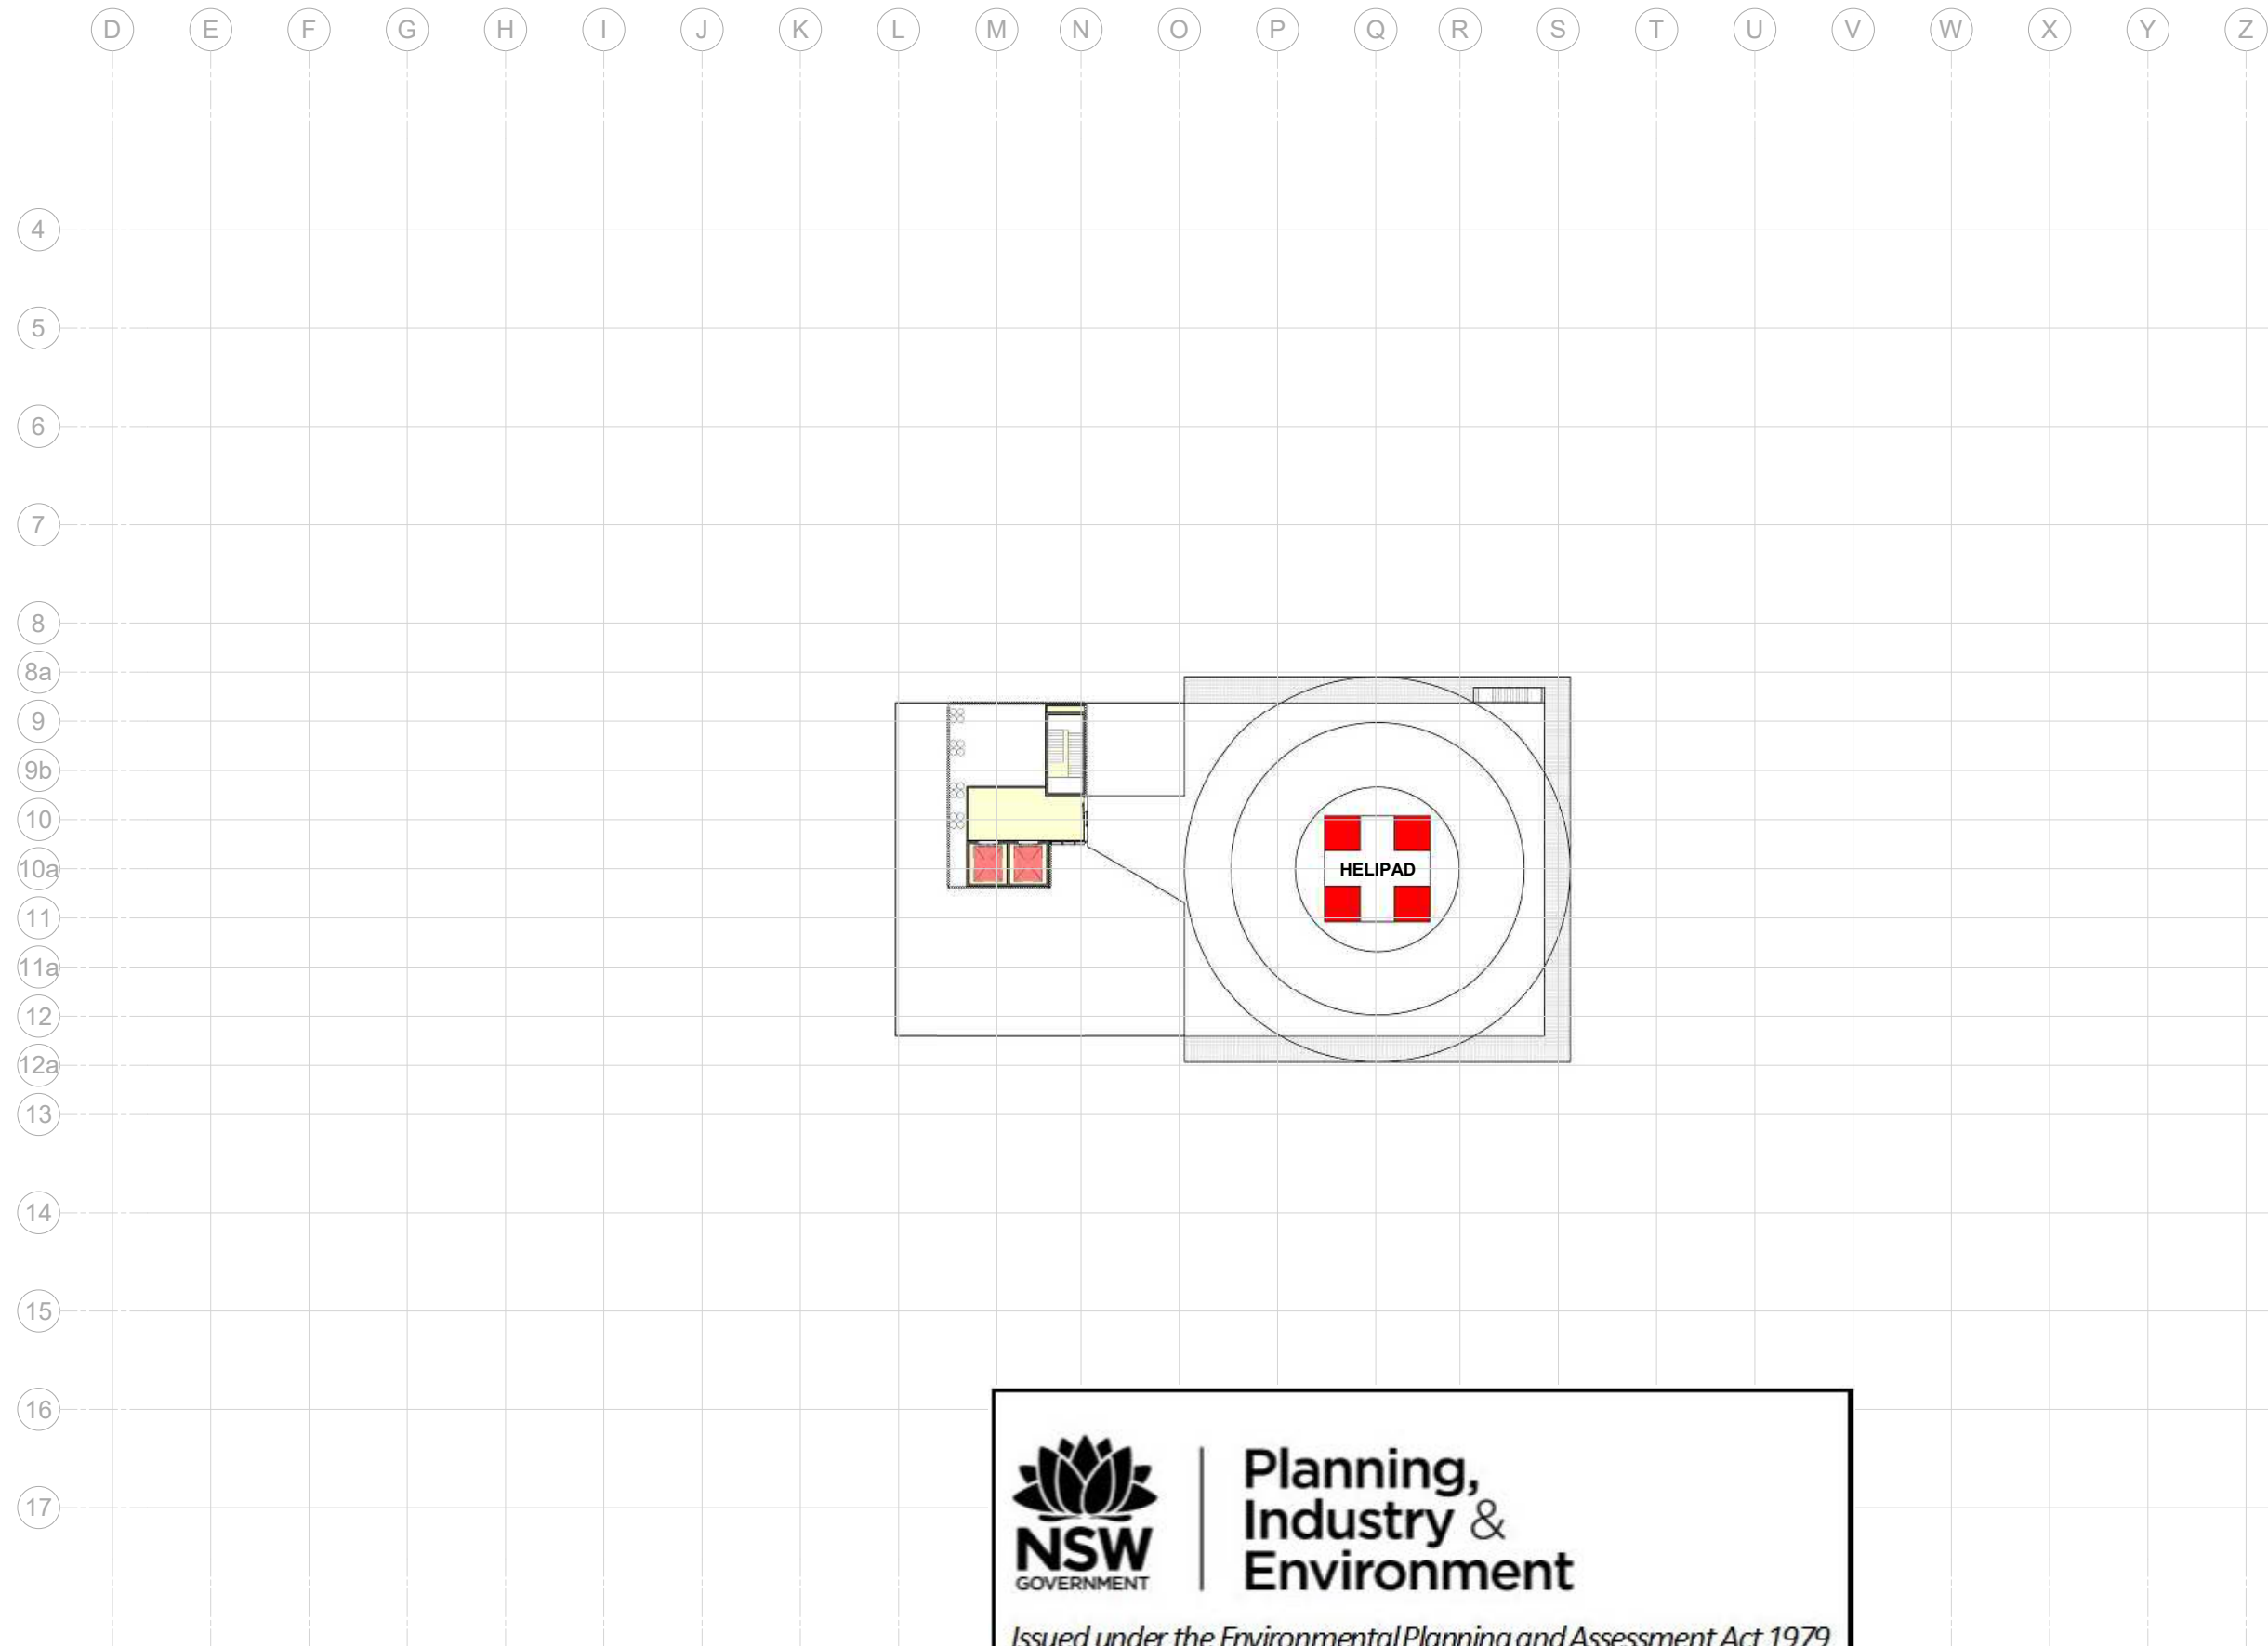 D E F G H I J K L M N O P Q R S T U V W X Y Z
4
5
6
7
8
8a
9
9b
10
10a
HELIPAD
11
11a
12
12a
13
14
15
16
17
Planning,
Industry &
Environment
NSW
GOVERNMENT
Issued under the Environmental Planning and Assessment Act 1979